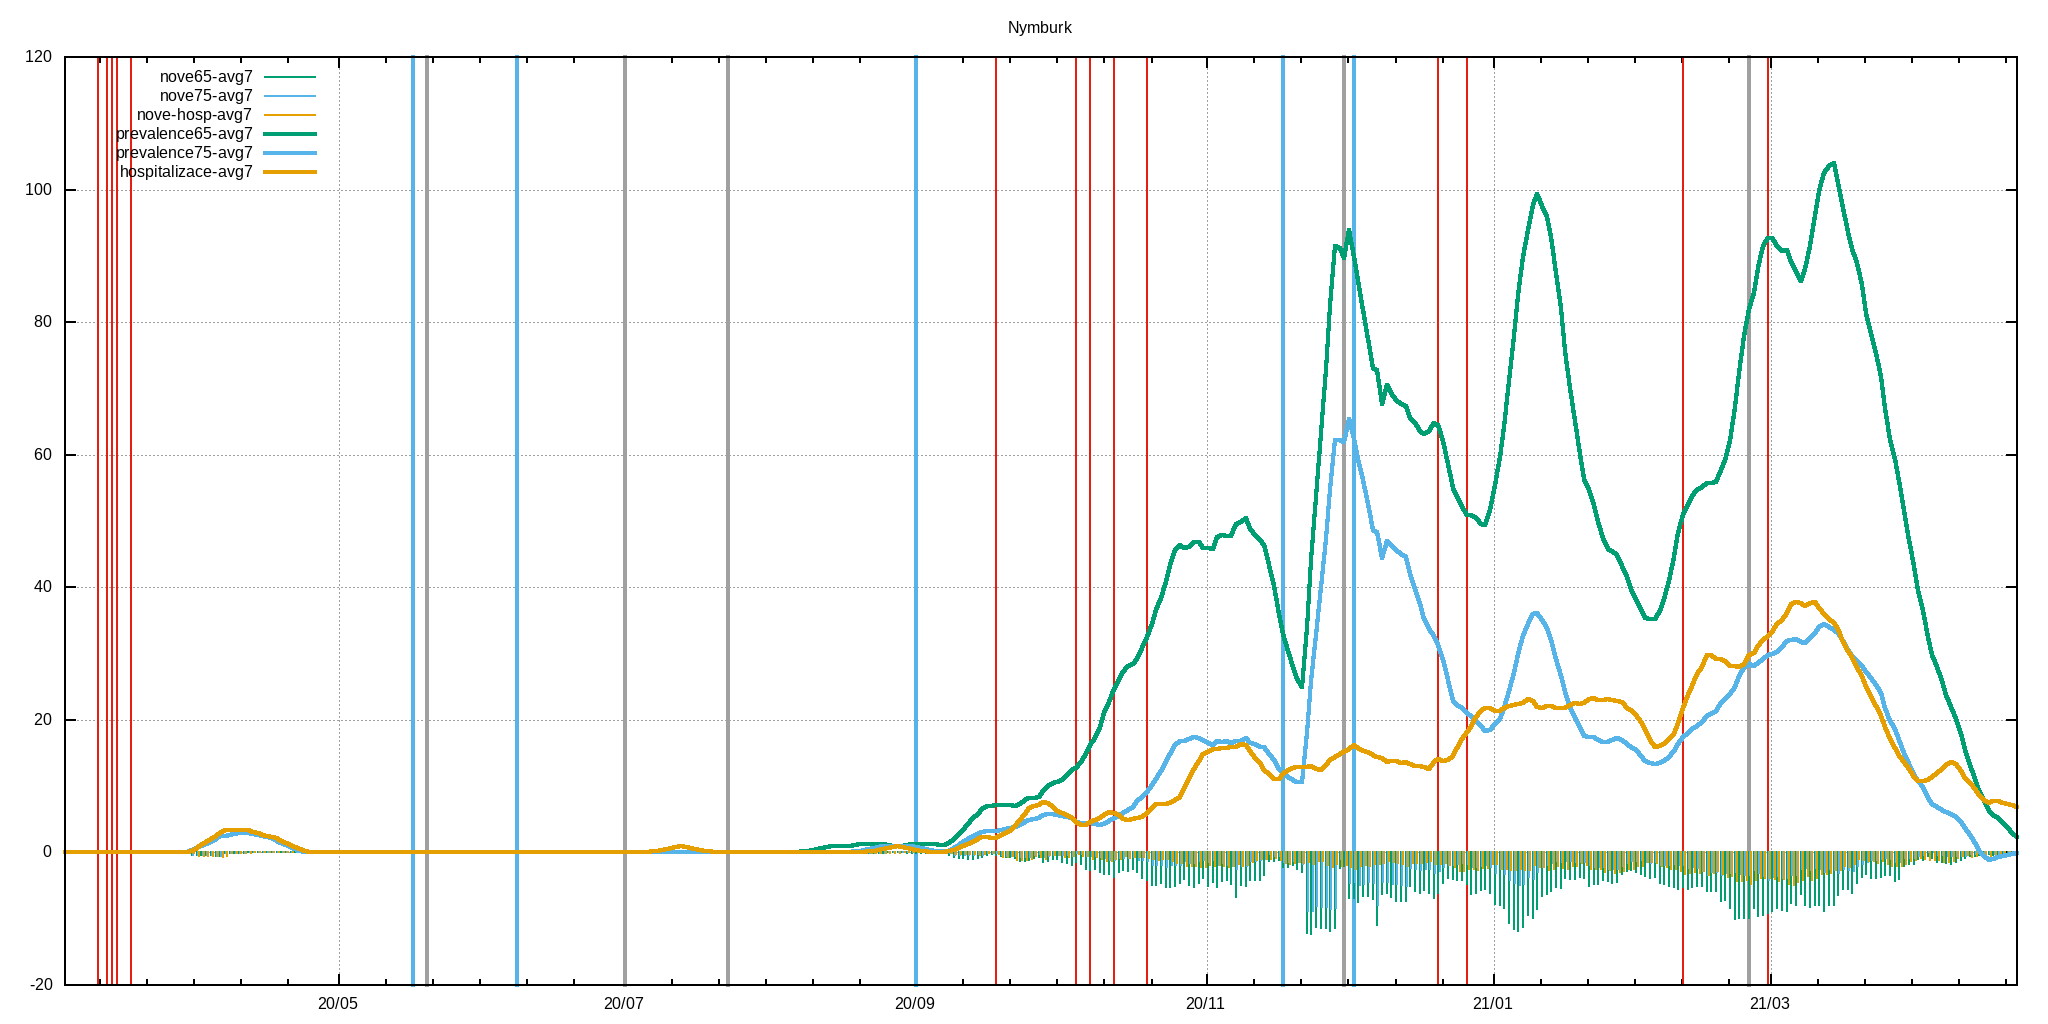 Nymburk
120
100
80
60
40
20
0
-20
nove65-avg7
nove75-avg7
nove-hosp-avg7
prevalence65-avg7
prevalence75-avg7
hospitalizace-avg7
20/05
20/07
20/09
20/11
21/01
21/03